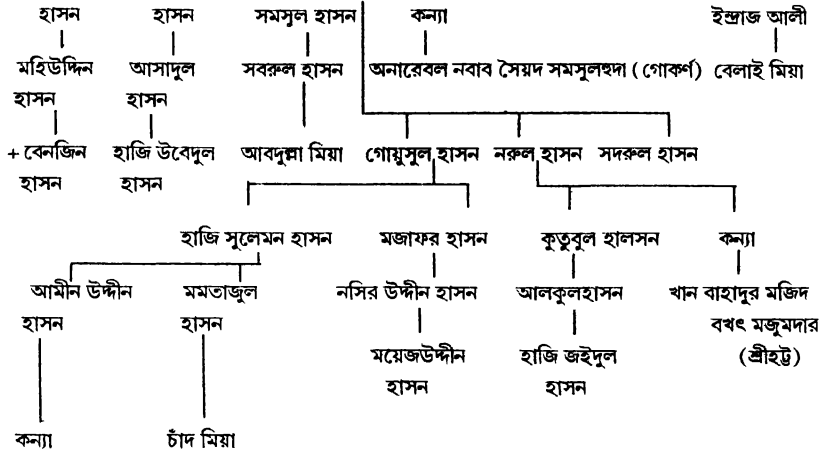 হাসন হাসন সমসুল হাসন কন্যা ইন্দ্রাজ আলী
মহিউদ্দিন আসাদুল সবরুল হাসন অনারেবল নবাব সৈয়দ সমসুলহুদা (গোকর্ণ) বেলাই মিয়া
হাসন হাসন
+ বেনজিন হাজি উবেদুল আবদুল্লা মিয়া গোয়ুসুল হাসন নরুল হাসন সদরুল হাসন
হাসন হাসন
হাজি সুলেমন হাসন মজাফর হাসন কুতুবুল হালসন কন্যা
আমীন উদ্দীন মমতাজুল নসির উদ্দীন হাসন আলকুলহাসন খান বাহাদুর মজিদ
হাসন হাসন বখৎ মজুমদার
ময়েজউদ্দীন হাজি জইদুল (শ্রীহট্ট)
হাসন হাসন
কন্যা চাঁদ মিয়া